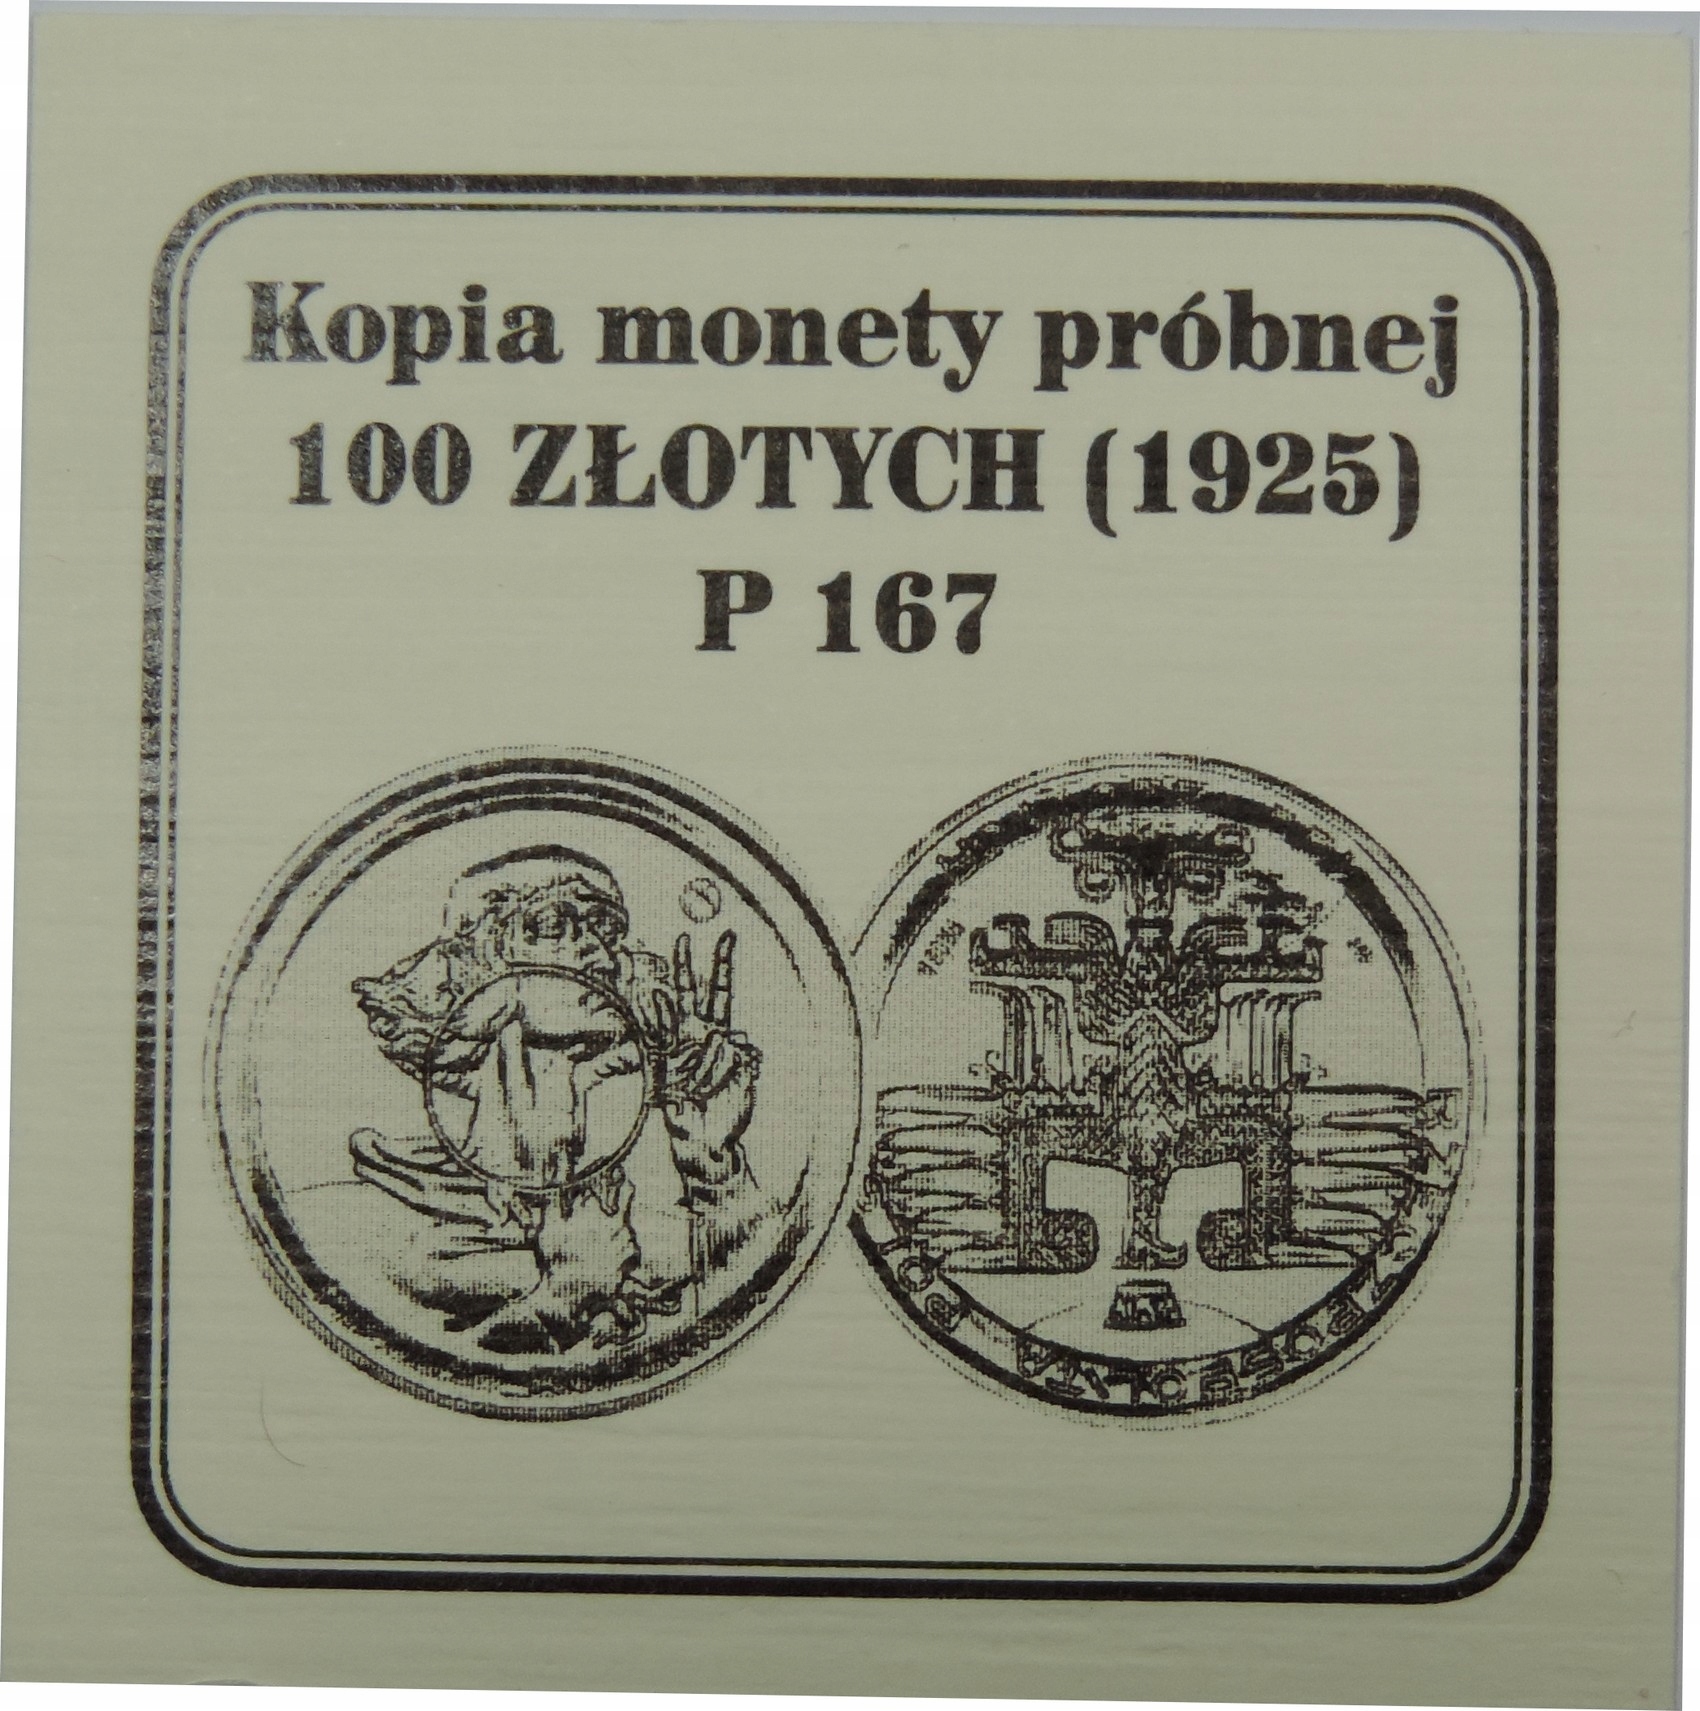 Kopia monety próbnej
100 ZŁOTYCH (1925)
P 167